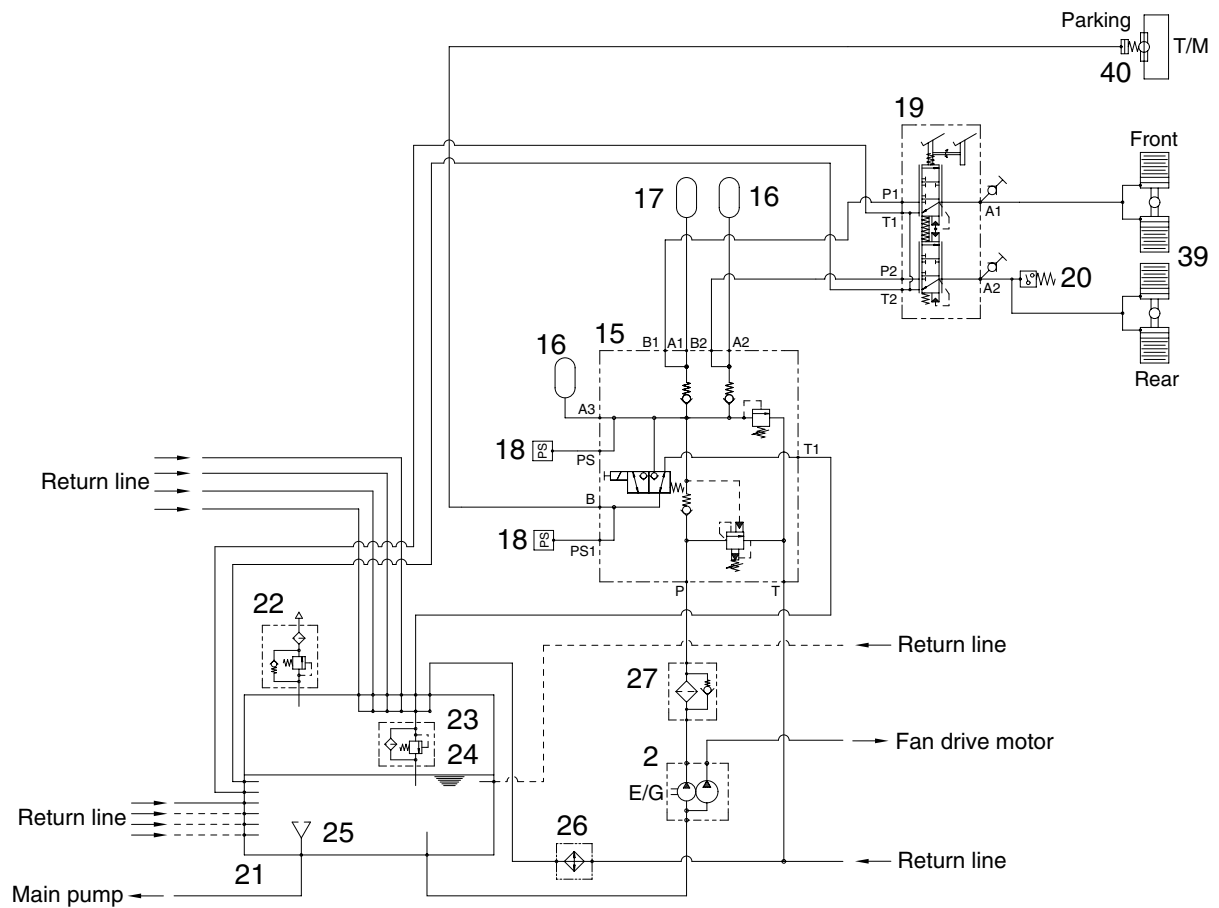 Parking
T/M
40
19
Front
17
16
P1
A1
T1
39
P2
20
A2
T2
Rear
15
B1
A1
B2
A2
16
A3
18
PS
PS
T1
Return line
B
18
PS
PS1
P
T
22
Return line
27
23
24
2
Fan drive motor
E/G
Return line
25
26
Return line
21
Main pump